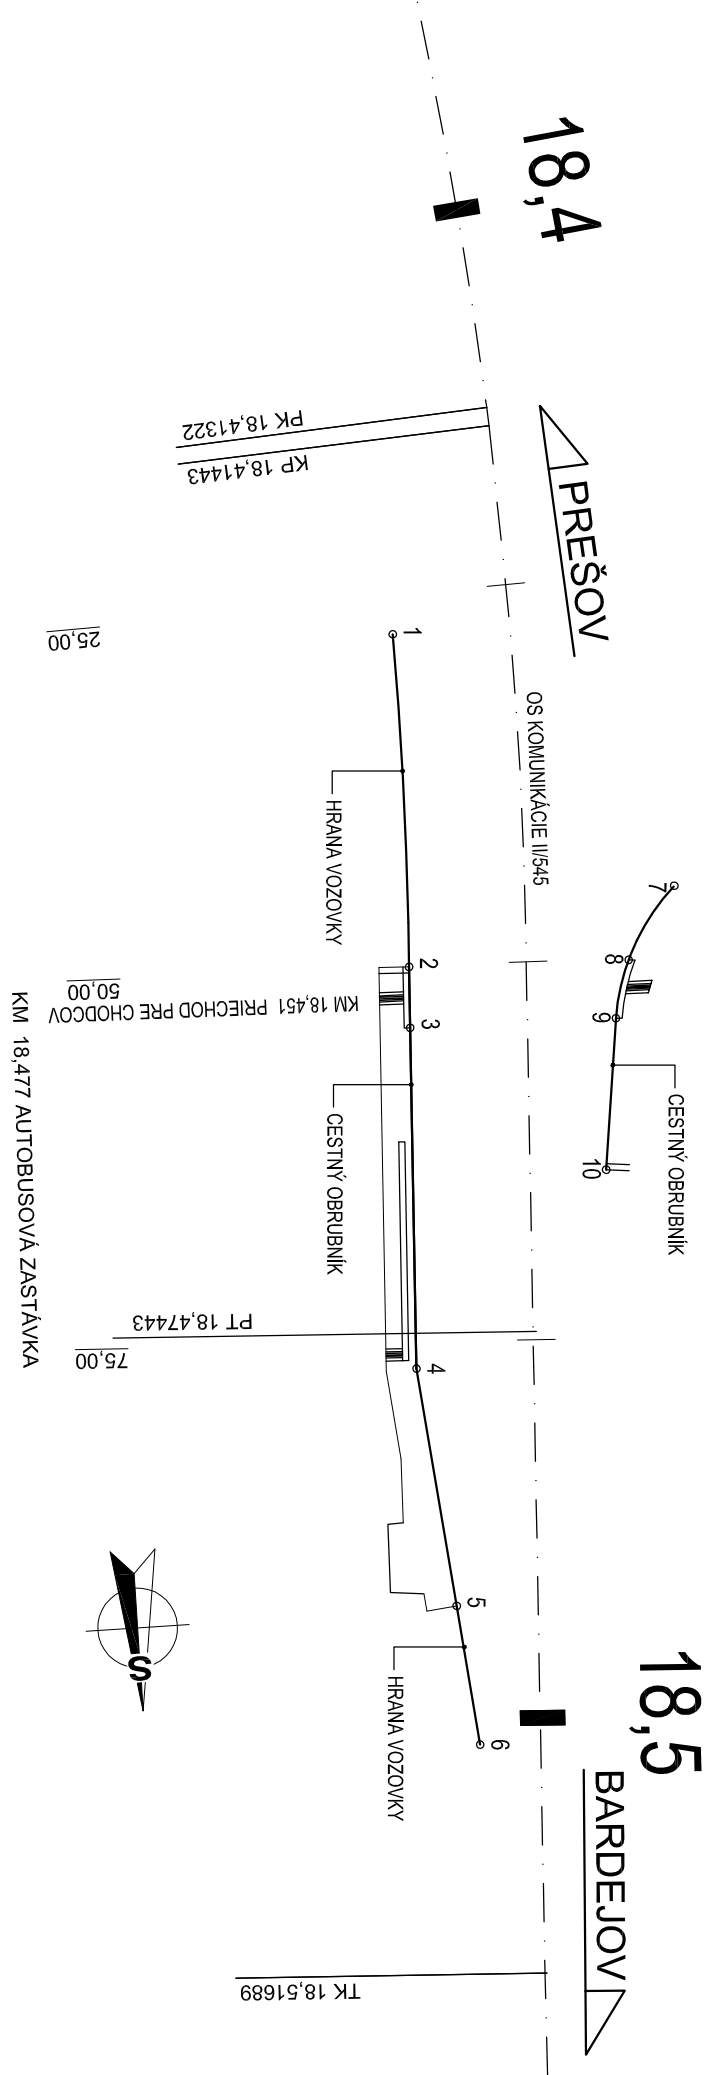 18,4
PREŠOV
PK 18,41322
KP 18,41443
25,00
1
OS KOMUNIKÁCIE II/545
HRANA VOZOVKY
7
8
9
10
CESTNÝ OBRUBNÍK
2
3
50,00
KM 18,451 PRIECHOD PRE CHODCOV
KM 18,477 AUTOBUSOVÁ ZASTÁVKA
CESTNÝ OBRUBNÍK
PT 18,47443
75,00
4
5
6
HRANA VOZOVKY
S
18,5
BARDEJOV
TK 18,51689